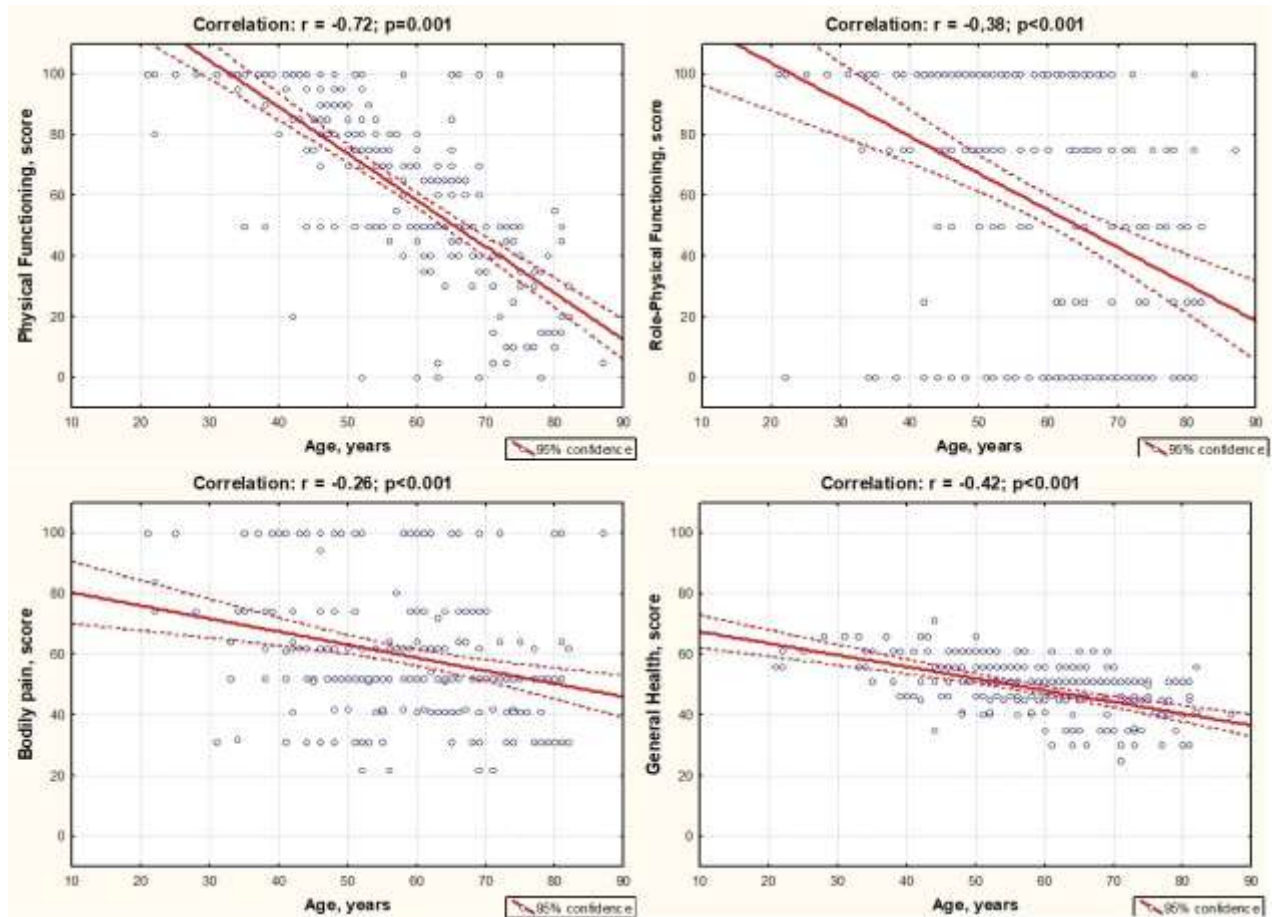 Correlation: r = -0.72; p=0.001
Physical Functioning, score
100
80
60
40
20
0
10 20 30 40 50 60 70 80 90
Age, years
95% confidence
Correlation: r = -0,38; p<0.001
Role-Physical Functioning, score
100
80
60
40
20
0
10 20 30 40 50 60 70 80 90
Age, years
95% confidence
Correlation: r = -0.26; p<0.001
Bodily pain, score
100
80
60
40
20
0
10 20 30 40 50 60 70 80 90
Age, years
95% confidence
Correlation: r = -0.42; p<0.001
General Health, score
100
80
60
40
20
0
10 20 30 40 50 60 70 80 90
Age, years
95% confidence